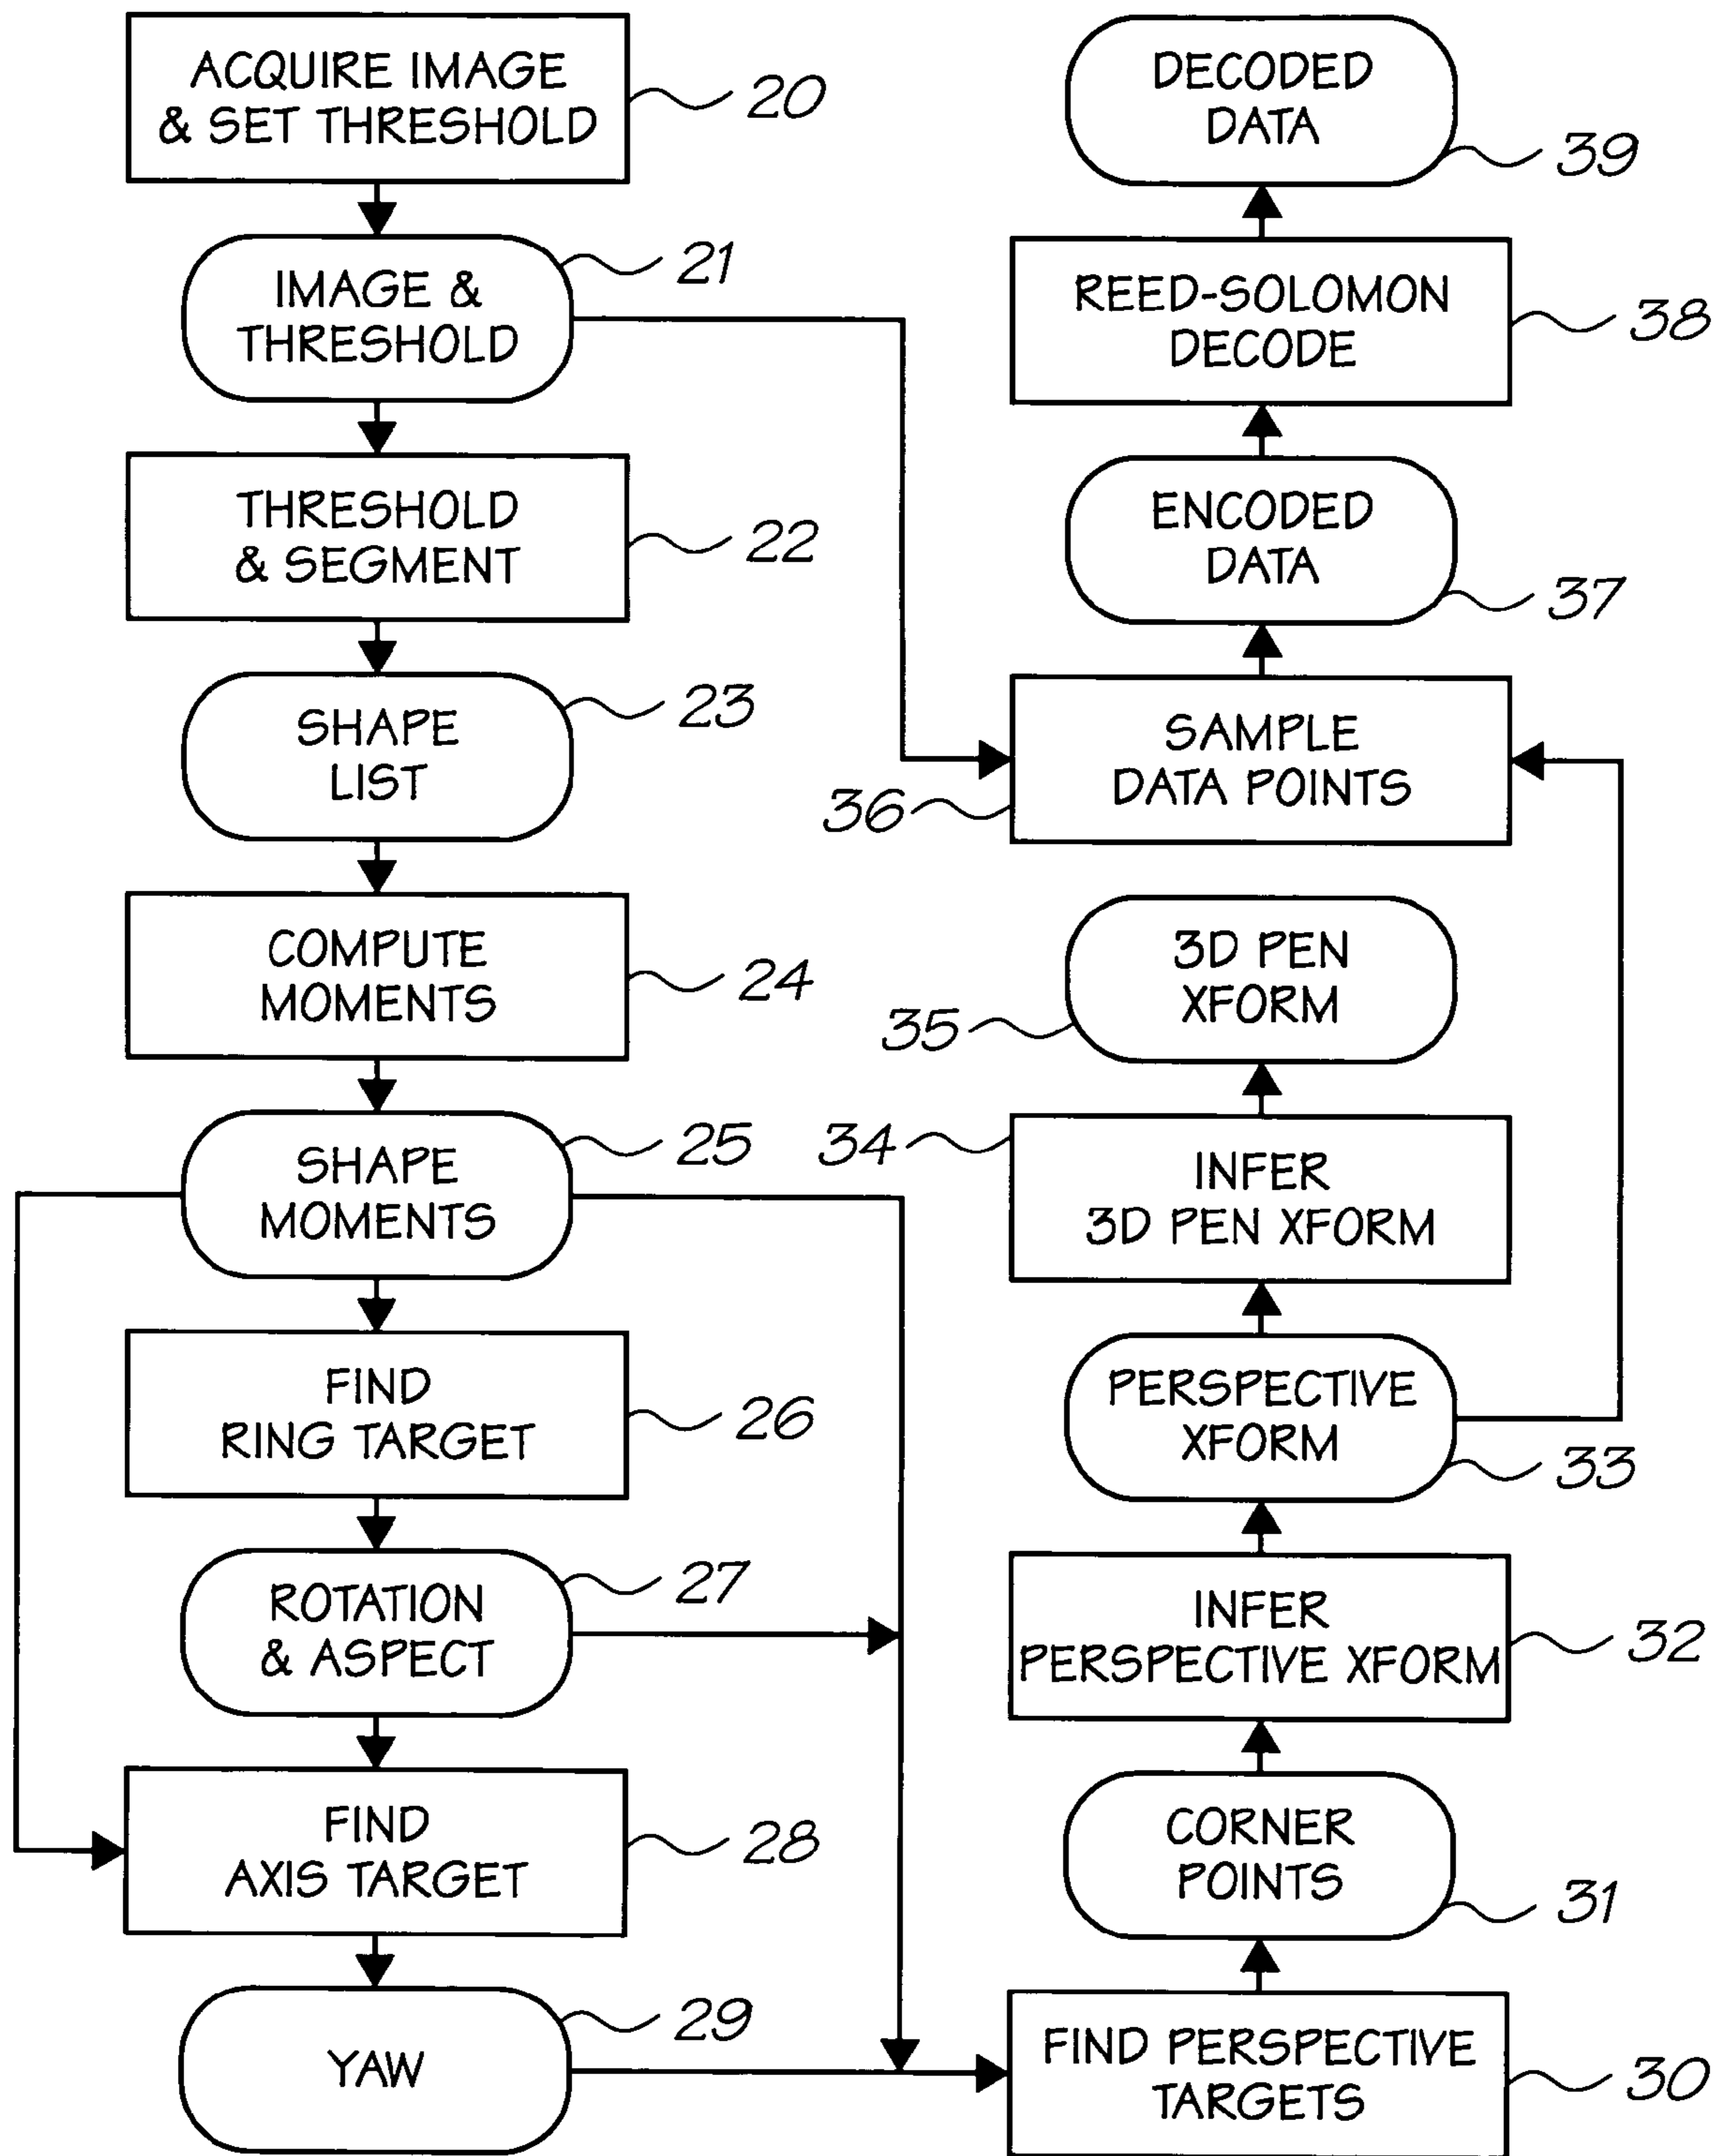 ACQUIRE IMAGE
& SET THRESHOLD
20
IMAGE &
THRESHOLD
21
THRESHOLD
& SEGMENT
22
SHAPE
LIST
23
COMPUTE
MOMENTS
24
SHAPE
MOMENTS
25
FIND
RING TARGET
26
ROTATION
& ASPECT
27
FIND
AXIS TARGET
28
YAW
29
DECODED
DATA
39
REED-SOLOMON
DECODE
38
ENCODED
DATA
37
SAMPLE
DATA POINTS
36
3D PEN
XFORM
35
34
INFER
3D PEN XFORM
PERSPECTIVE
XFORM
33
INFER
PERSPECTIVE XFORM
32
CORNER
POINTS
31
FIND PERSPECTIVE
TARGETS
30